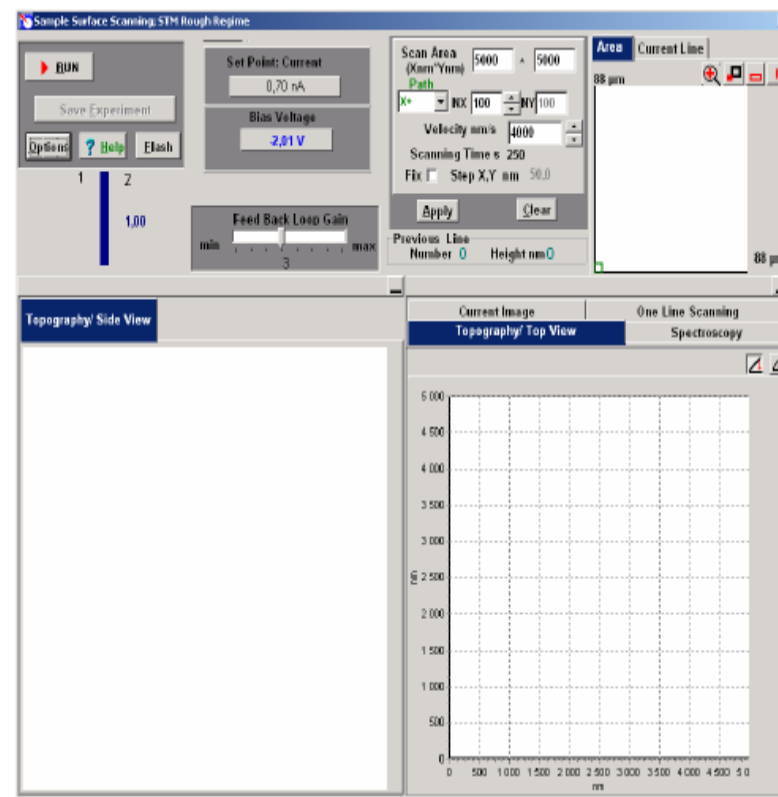 Sample Surface Scanning; STM Rough Regime
RUN
Save Experiment
Options
? Help
Flash
1 2
1,00
Set Point: Current
0,70 nA
Bias Voltage
-2,01 V
Feed Back Loop Gain
min max
3
Scan Area
(Xnm*Ynm) 5000 * 5000
Path
X+ NX 100 NY 100
Velocity nm/s 4000
Scanning Time s 250
Fix Step X,Y nm 50.0
Apply Clear
Previous Line
Number 0 Height nm 0
Area Current Line
88 µm
88 µm
Topography/ Side View
Current Image One Line Scanning
Topography/ Top View Spectroscopy
5 000
4 500
4 000
3 500
3 000
2 500
2 000
1 500
1 000
500
0
nm
0 500 1 000 1 500 2 000 2 500 3 000 3 500 4 000 4 500 5 0
nm